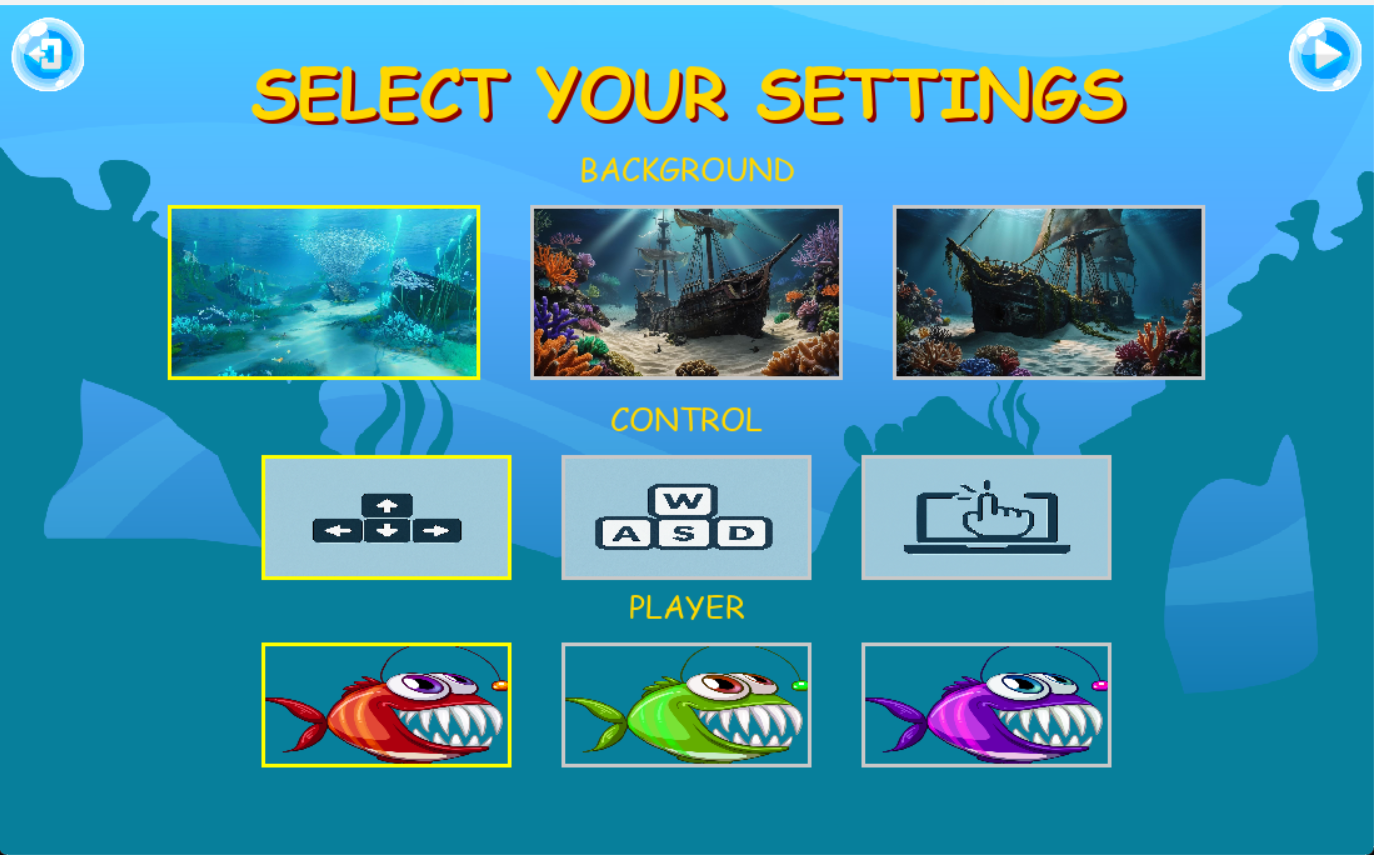 SELECT YOUR SETTINGS
BACKGROUND
CONTROL
W
A S D
PLAYER